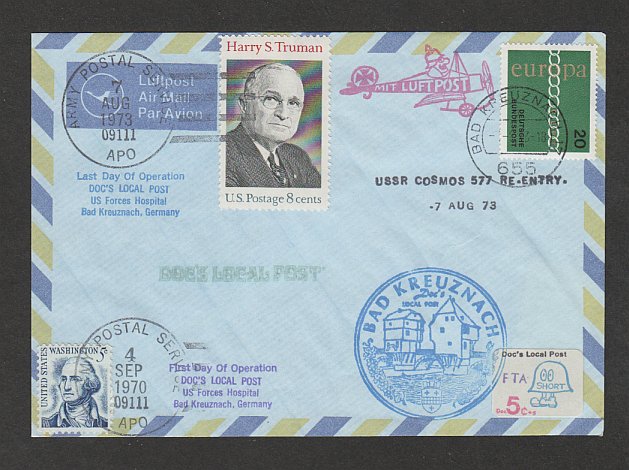 Luftpost
Air Mail
Par Avion
ARMY POSTAL SER
7
AUG
1973
09111
APO
Harry S. Truman
U.S. Postage 8 cents
MIT LUFTPOST
europa
DEUTSCHE
BUNDESPOST
20
BAD KREUZNACH
655
Last Day Of Operation
DOC'S LOCAL POST
US Forces Hospital
Bad Kreuznach, Germany
USSR COSMOS 577 RE-ENTRY.
-7 AUG 73
DOC'S LOCAL POST
BAD KREUZNACH
Doc's
LOCAL POST
UNITED STATES
WASHINGTON 5c
POSTAL SER
4
SEP
1970
09111
APO
First Day Of Operation
DOC'S LOCAL POST
US Forces Hospital
Bad Kreuznach, Germany
Doc's Local Post
FTA
SHORT
5